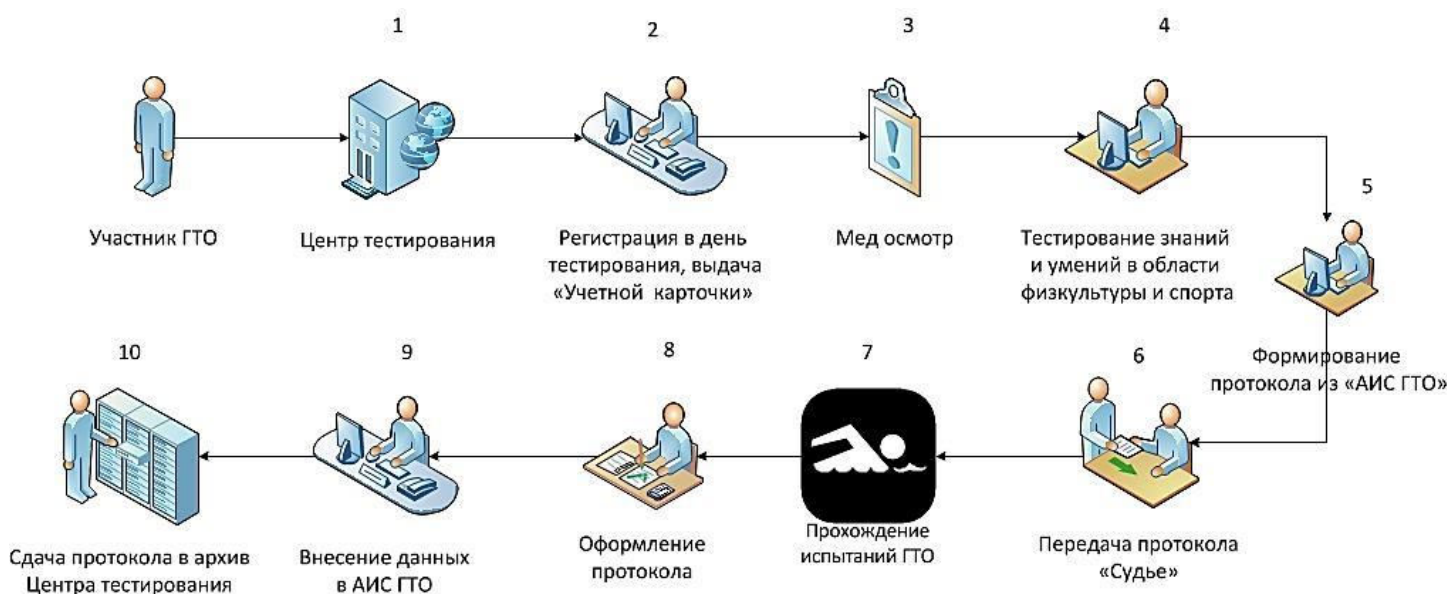 1
2
3
4
Участник ГТО
Центр тестирования
Регистрация в день
тестирования, выдача
«Учетной карточки»
Мед осмотр
Тестирование знаний
и умений в области
физкультуры и спорта
5
Формирование
протокола из «АИС ГТО»
10
9
8
7
6
Сдача протокола в архив
Центра тестирования
Внесение данных
в АИС ГТО
Оформление
протокола
Прохождение
испытаний ГТО
Передача протокола
«Судье»